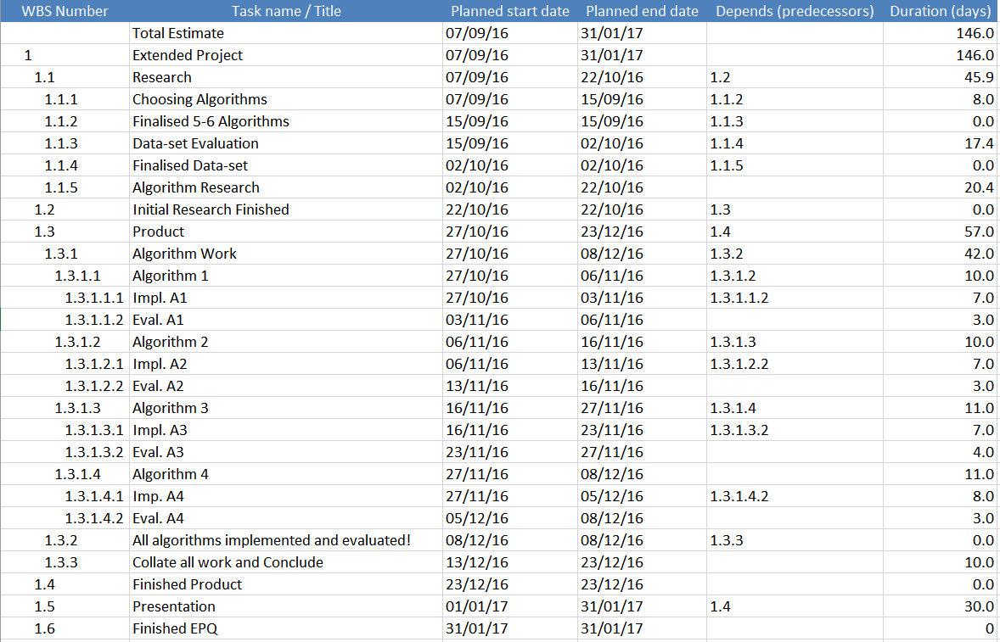 WBS Number Task name / Title Planned start date Planned end date Depends (predecessors) Duration (days)
Total Estimate 07/09/16 31/01/17 146.0
1 Extended Project 07/09/16 31/01/17 146.0
1.1 Research 07/09/16 22/10/16 1.2 45.9
1.1.1 Choosing Algorithms 07/09/16 15/09/16 1.1.2 8.0
1.1.2 Finalised 5-6 Algorithms 15/09/16 15/09/16 1.1.3 0.0
1.1.3 Data-set Evaluation 15/09/16 02/10/16 1.1.4 17.4
1.1.4 Finalised Data-set 02/10/16 02/10/16 1.1.5 0.0
1.1.5 Algorithm Research 02/10/16 22/10/16 20.4
1.2 Initial Research Finished 22/10/16 22/10/16 1.3 0.0
1.3 Product 27/10/16 23/12/16 1.4 57.0
1.3.1 Algorithm Work 27/10/16 08/12/16 1.3.2 42.0
1.3.1.1 Algorithm 1 27/10/16 06/11/16 1.3.1.2 10.0
1.3.1.1.1 Impl. A1 27/10/16 03/11/16 1.3.1.1.2 7.0
1.3.1.1.2 Eval. A1 03/11/16 06/11/16 3.0
1.3.1.2 Algorithm 2 06/11/16 16/11/16 1.3.1.3 10.0
1.3.1.2.1 Impl. A2 06/11/16 13/11/16 1.3.1.2.2 7.0
1.3.1.2.2 Eval. A2 13/11/16 16/11/16 3.0
1.3.1.3 Algorithm 3 16/11/16 27/11/16 1.3.1.4 11.0
1.3.1.3.1 Impl. A3 16/11/16 23/11/16 1.3.1.3.2 7.0
1.3.1.3.2 Eval. A3 23/11/16 27/11/16 4.0
1.3.1.4 Algorithm 4 27/11/16 08/12/16 11.0
1.3.1.4.1 Imp. A4 27/11/16 05/12/16 1.3.1.4.2 8.0
1.3.1.4.2 Eval. A4 05/12/16 08/12/16 3.0
1.3.2 All algorithms implemented and evaluated! 08/12/16 08/12/16 1.3.3 0.0
1.3.3 Collate all work and Conclude 13/12/16 23/12/16 10.0
1.4 Finished Product 23/12/16 23/12/16 0.0
1.5 Presentation 01/01/17 31/01/17 1.4 30.0
1.6 Finished EPQ 31/01/17 31/01/17 0